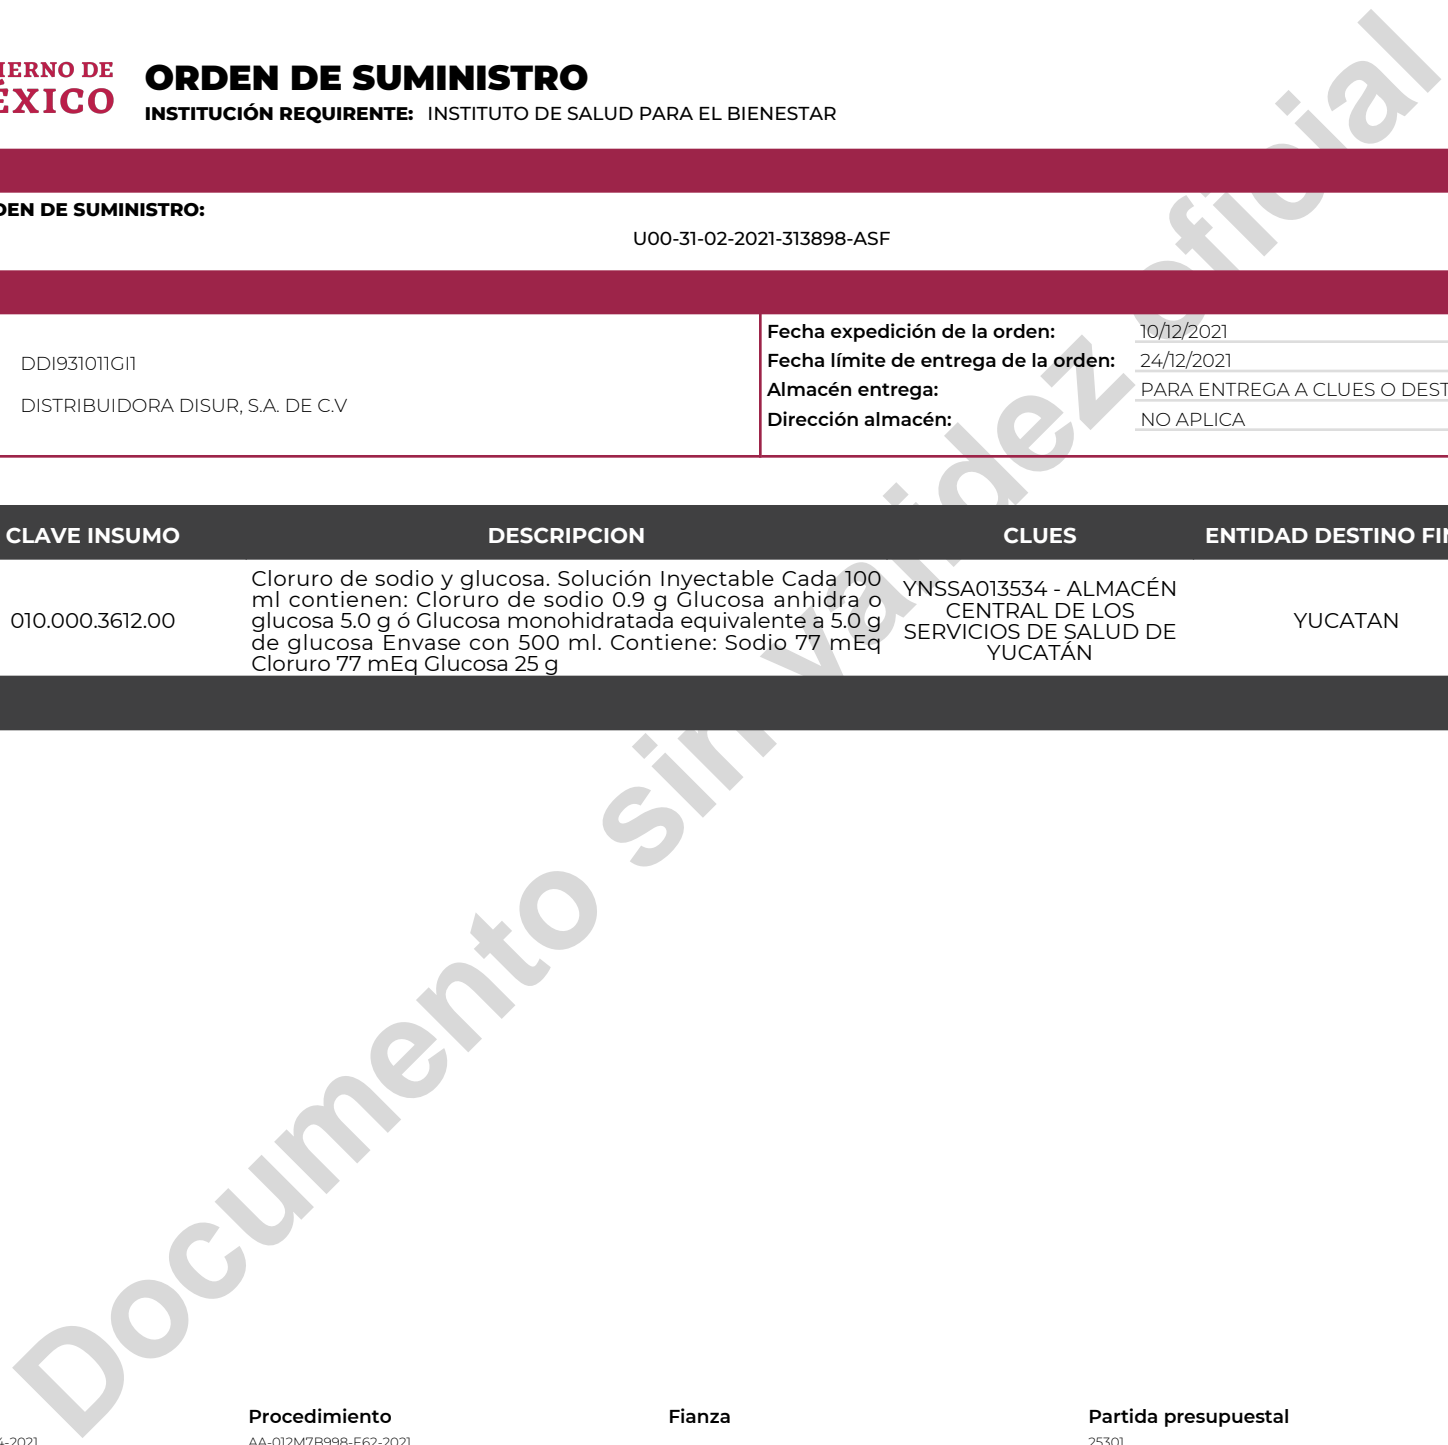 ORDEN DE SUMINISTRO
INSTITUCIÓN REQUIRENTE: INSTITUTO DE SALUD PARA EL BIENESTAR
DE
MÉXICO
DE SUMINISTRO:
U00-31-02-2021-313898-ASF
DDI931011GI1
DISTRIBUIDORA DISUR, S.A. DE C.V
Fecha expedición de la orden: 10/12/2021
Fecha límite de entrega de la orden: 24/12/2021
Almacén entrega: PARA ENTREGA A CLUES O
Dirección almacén: NO APLICA
CLAVE INSUMO DESCRIPCION CLUES ENTIDAD DESTINO
010.000.3612.00
Cloruro de sodio y glucosa. Solución Inyectable Cada 100
ml contienen: Cloruro de sodio 0.9 g Glucosa anhidra o
glucosa 5.0 g ó Glucosa monohidratada equivalente a 5.0 g
de glucosa Envase con 500 ml. Contiene: Sodio 77 mEq
Cloruro 77 mEq Glucosa 25 g
YNSSA013534 - ALMACÉN
CENTRAL DE LOS
SERVICIOS DE SALUD DE
YUCATÁN
YUCATAN
Documento sin validez oficial
Procedimiento Fianza Partida presupuestal
AA-012M7B998-E62-2021 25301